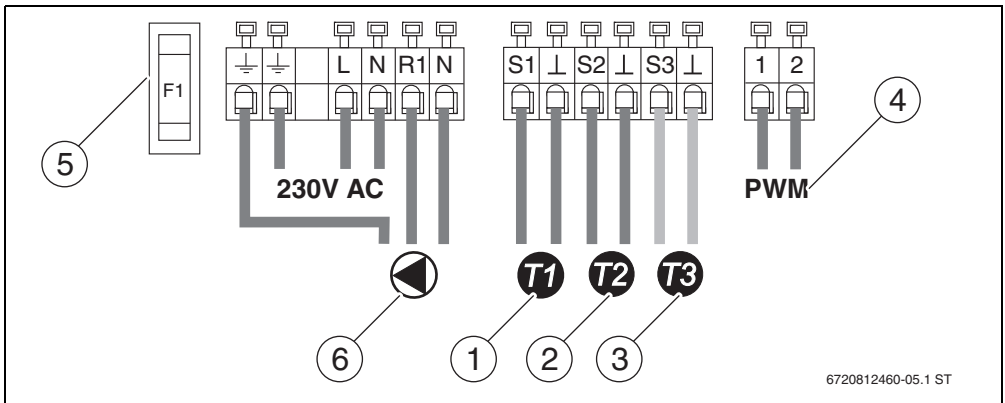 F1
L N R1 N
S1 ⊥ S2 ⊥ S3 ⊥
1 2
5
4
230V AC
PWM
T1 T2 T3
6 1 2 3
6720812460-05.1 ST